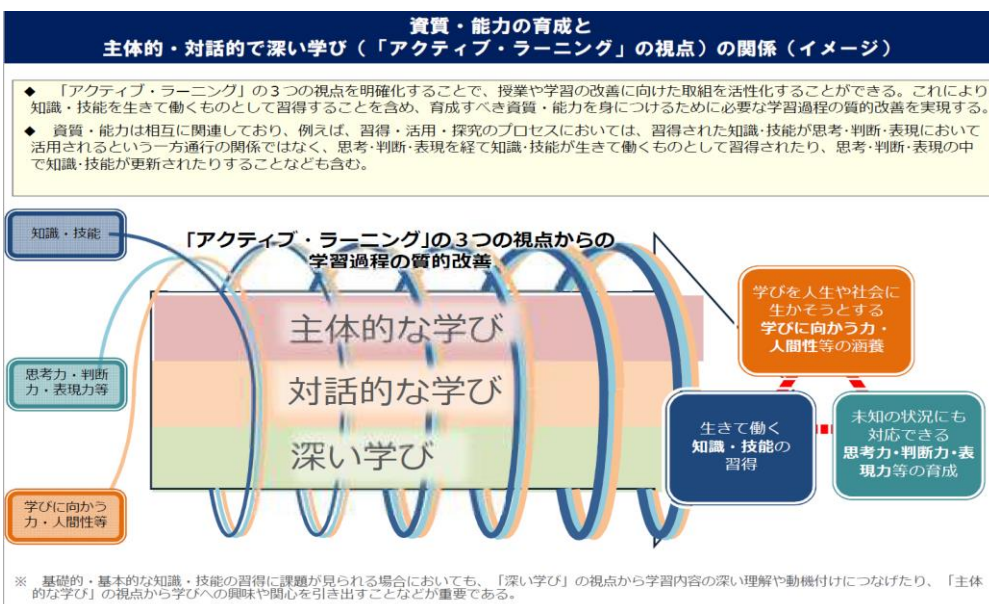 資質・能力の育成と
主体的・対話的で深い学び（「アクティブ・ラーニング」の視点）の関係（イメージ）
◆ 「アクティブ・ラーニング」の３つの視点を明確化することで、授業や学習の改善に向けた取組を活性化することができる。これにより
知識・技能を生きて働くものとして習得することを含め、育成すべき資質・能力を身につけるために必要な学習過程の質的改善を実現する。
◆ 資質・能力は相互に関連しており、例えば、習得・活用・探究のプロセスにおいては、習得された知識・技能が思考・判断・表現において
活用されるという一方通行の関係ではなく、思考・判断・表現を経て知識・技能が生きて働くものとして習得されたり、思考・判断・表現の中
で知識・技能が更新されたりすることなども含む。
知識・技能
思考力・判断
力・表現力等
学びに向かう
力・人間性等
「アクティブ・ラーニング」の３つの視点からの
学習過程の質的改善
主体的な学び
対話的な学び
深い学び
学びを人生や社会に
生かそうとする
学びに向かう力・
人間性等の涵養
生きて働く
知識・技能の
習得
未知の状況にも
対応できる
思考力・判断力・表
現力等の育成
※ 基礎的・基本的な知識・技能の習得に課題が見られる場合においても、「深い学び」の視点から学習内容の深い理解や動機付けにつなげたり、「主体
的な学び」の視点から学びへの興味や関心を引き出すことなどが重要である。